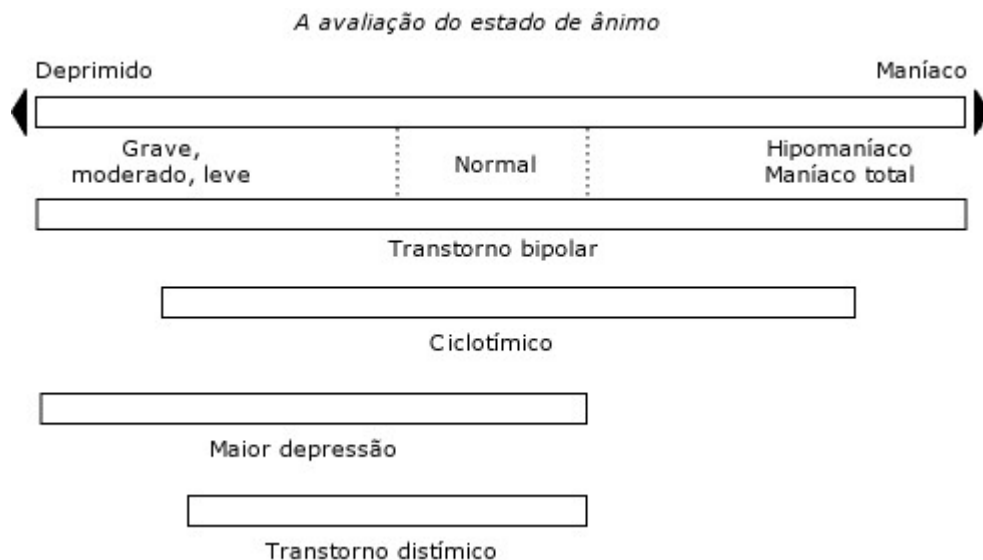 A avaliação do estado de ânimo
Deprimido
Maníaco
Grave,
moderado, leve
Normal
Hipomaníaco
Maníaco total
Transtorno bipolar
Ciclotímico
Maior depressão
Transtorno distímico